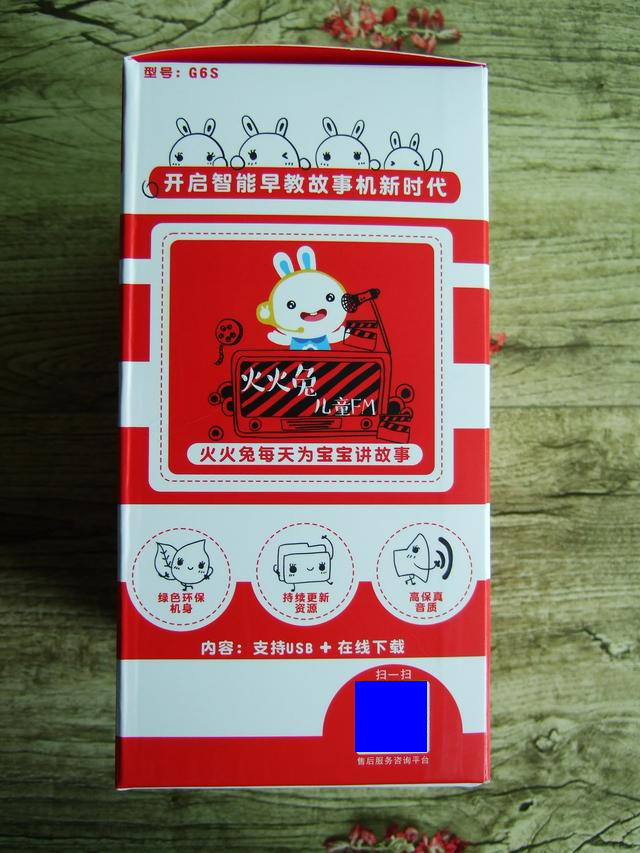 型号：G6S
开启智能早教故事机新时代
火火兔
儿童FM
火火兔每天为宝宝讲故事
绿色环保
机身
持续更新
资源
高保真
音质
内容：支持USB+在线下载
扫一扫
售后服务咨询平台